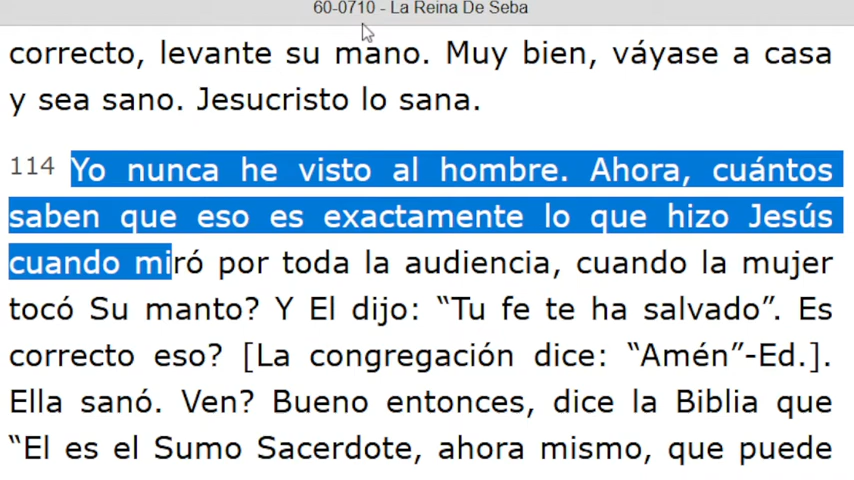 60-0710 - La Reina De Seba
correcto, levante su mano. Muy bien, váyase a casa
y sea sano. Jesucristo lo sana.
114 Yo nunca he visto al hombre. Ahora, cuántos
saben que eso es exactamente lo que hizo Jesús
cuando miró por toda la audiencia, cuando la mujer
tocó Su manto? Y El dijo: “Tu fe te ha salvado”. Es
correcto eso? [La congregación dice: “Amén”-Ed.].
Ella sanó. Ven? Bueno entonces, dice la Biblia que
“El es el Sumo Sacerdote, ahora mismo, que puede